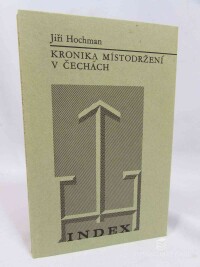 Jiří Hochman
KRONIKA MÍSTODRŽENÍ
V ČECHÁCH
INDEX